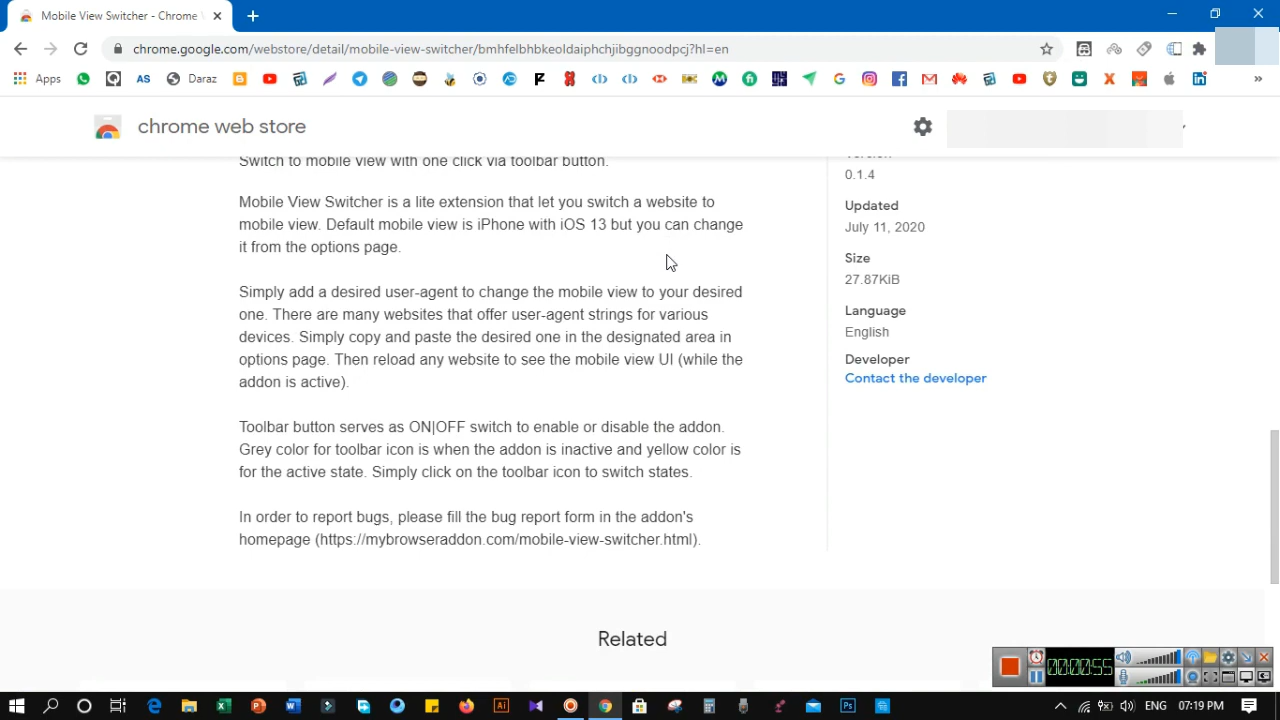 Mobile View Switcher - Chrome
chrome.google.com/webstore/detail/mobile-view-switcher/bmhfelbhbkeoldaiphchjibggnoodpcj?hl=en
Apps
AS
Daraz
chrome web store
Switch to mobile view with one click via toolbar button.
Mobile View Switcher is a lite extension that let you switch a website to
mobile view. Default mobile view is iPhone with iOS 13 but you can change
it from the options page.
Simply add a desired user-agent to change the mobile view to your desired
one. There are many websites that offer user-agent strings for various
devices. Simply copy and paste the desired one in the designated area in
options page. Then reload any website to see the mobile view UI (while the
addon is active).
Toolbar button serves as ON|OFF switch to enable or disable the addon.
Grey color for toolbar icon is when the addon is inactive and yellow color is
for the active state. Simply click on the toolbar icon to switch states.
In order to report bugs, please fill the bug report form in the addon's
homepage (https://mybrowseraddon.com/mobile-view-switcher.html).
Version
0.1.4
Updated
July 11, 2020
Size
27.87KiB
Language
English
Developer
Contact the developer
Related
00:00:55
ENG
07:19 PM